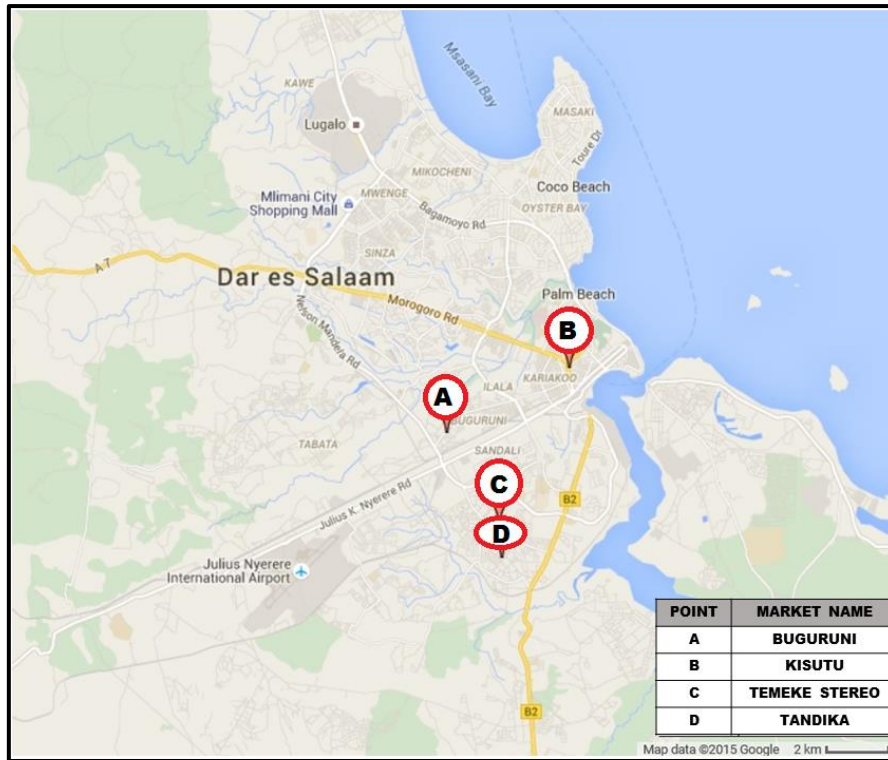 Msasani Bay
KAWE
MASAKI
Toure Dr
Lugalo
MIKOCHENI
Coco Beach
Mlimani City
Shopping Mall
MWENGE
Bagamoyo Rd
OYSTER BAY
SINZA
A 7
Dar es Salaam
Palm Beach
Morogoro Rd
Nelson Mandela Rd
B
KARIAKOO
ILALA
A
BUGURUNI
TABATA
SANDALI
C
Julius K. Nyerere Rd
B2
D
Julius Nyerere
International Airport
B2
POINT MARKET NAME
A BUGURUNI
B KISUTU
C TEMEKE STEREO
D TANDIKA
Map data ©2015 Google 2 km